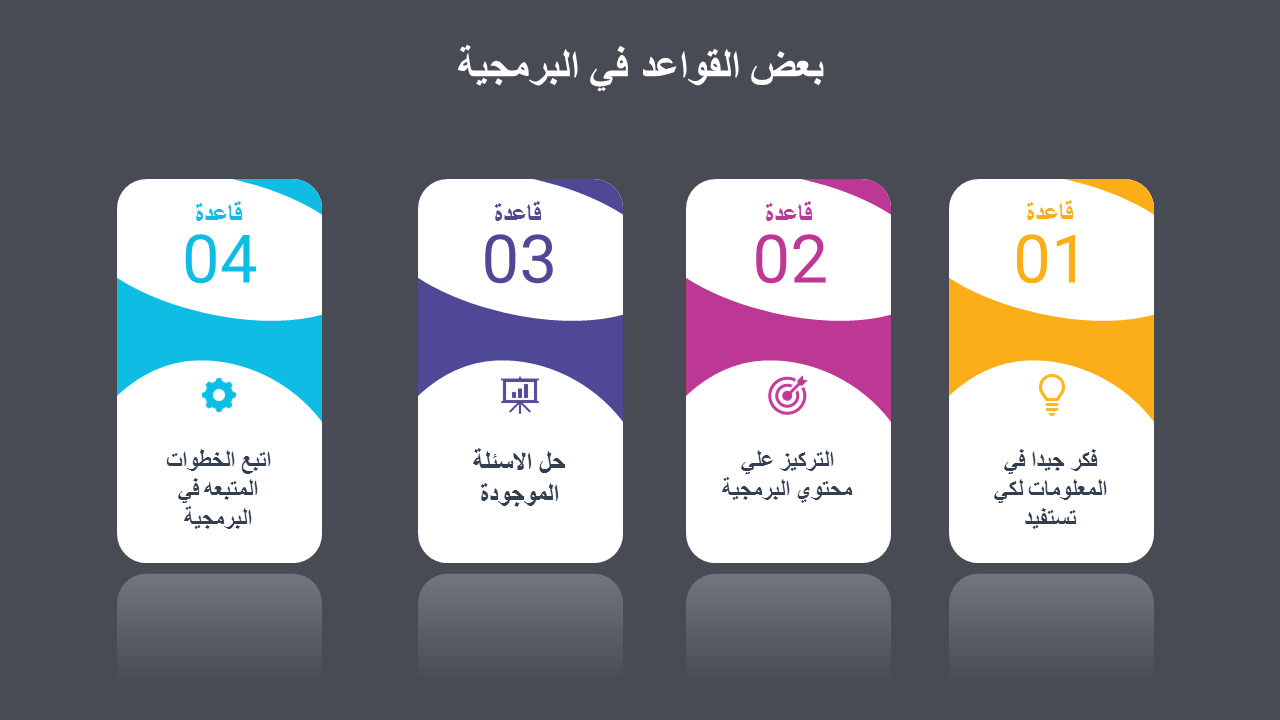 بعض القواعد في البرمجية
قاعدة
01
فكر جيدا في
المعلومات لكي
تستفيد
قاعدة
02
التركيز علي
محتوي البرمجية
قاعدة
03
حل الاسئلة
الموجودة
قاعدة
04
اتبع الخطوات
المتبعه في
البرمجية